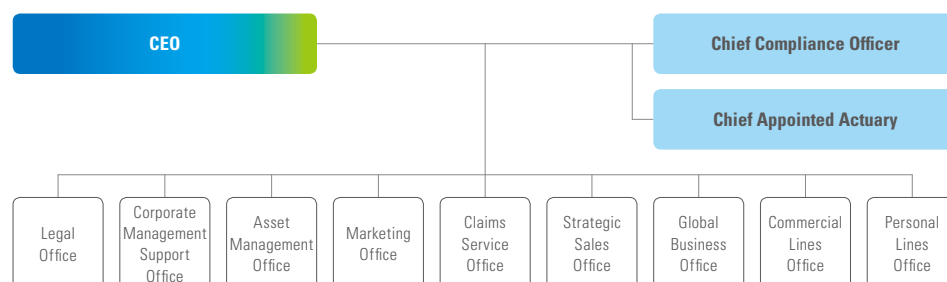 CEO
Chief Compliance Officer
Chief Appointed Actuary
Legal
Office
Corporate
Management
Support
Office
Asset
Management
Office
Marketing
Office
Claims
Service
Office
Strategic
Sales
Office
Global
Business
Office
Commercial
Lines
Office
Personal
Lines
Office